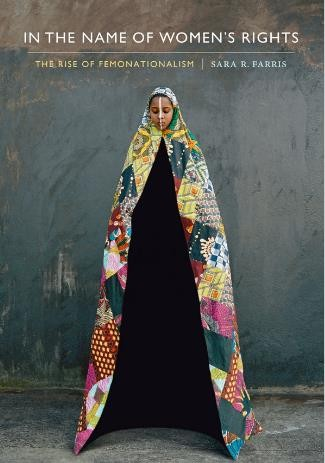 IN THE NAME OF WOMEN'S RIGHTS
THE RISE OF FEMONATIONALISM | SARA R. FARRIS